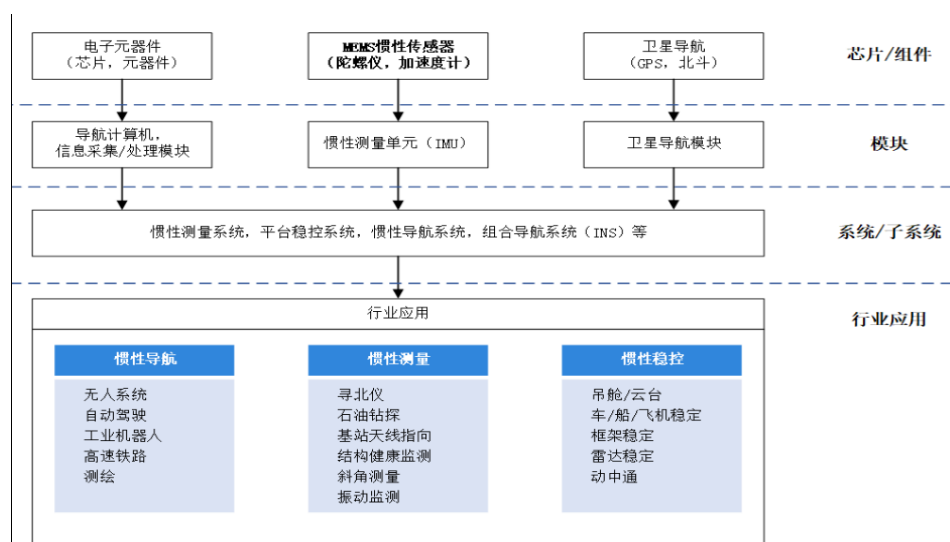 电子元器件
（芯片，元器件）
MEMS惯性传感器
（陀螺仪，加速度计）
卫星导航
（GPS，北斗）
芯片/组件
导航计算机，
信息采集/处理模块
惯性测量单元（IMU）
卫星导航模块
模块
惯性测量系统，平台稳控系统，惯性导航系统，组合导航系统（INS）等
系统/子系统
行业应用
行业应用
惯性导航
无人系统
自动驾驶
工业机器人
高速铁路
测绘
惯性测量
寻北仪
石油钻探
基站天线指向
结构健康监测
斜角测量
振动监测
惯性稳控
吊舱/云台
车/船/飞机稳定
框架稳定
雷达稳定
动中通